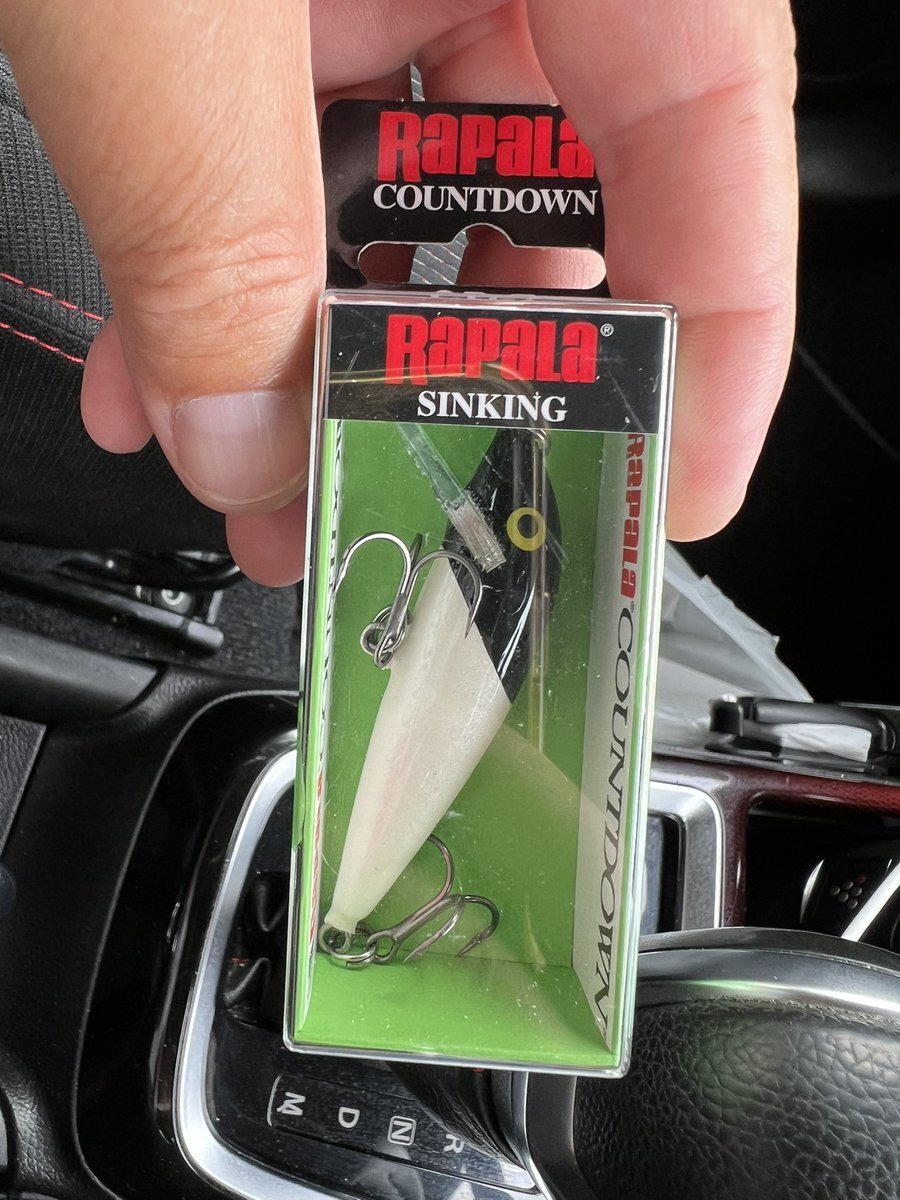 RAPALA
COUNTDOWN
RAPALA®
SINKING
RAPALA® COUNTDOWN
M
D
N
R